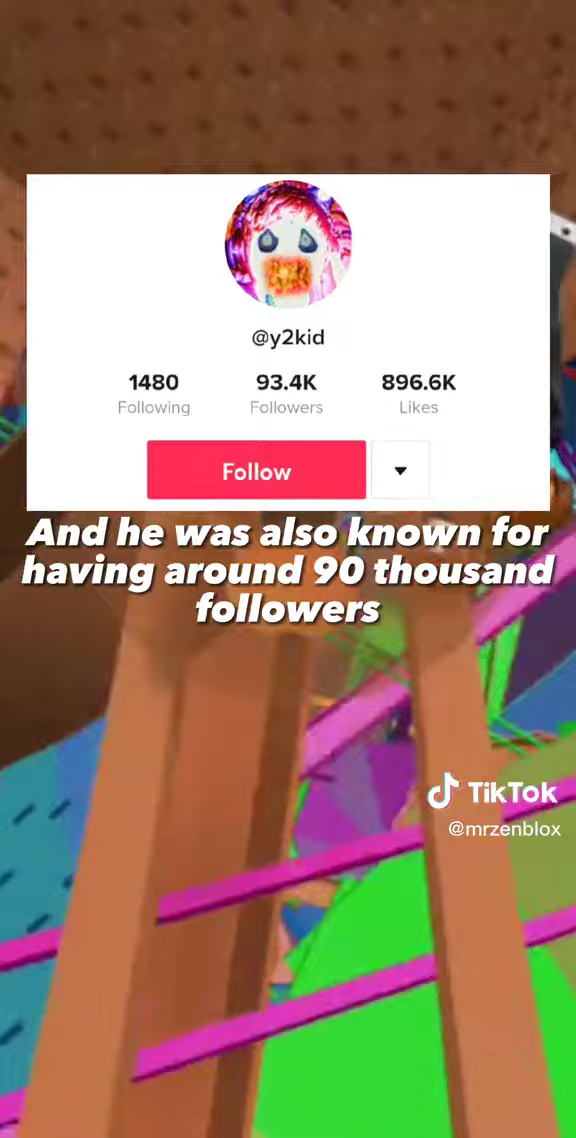 @y2kid
1480 93.4K 896.6K
Following Followers Likes
Follow
And he was also known for
having around 90 thousand
followers
TikTok
@mrzenblox